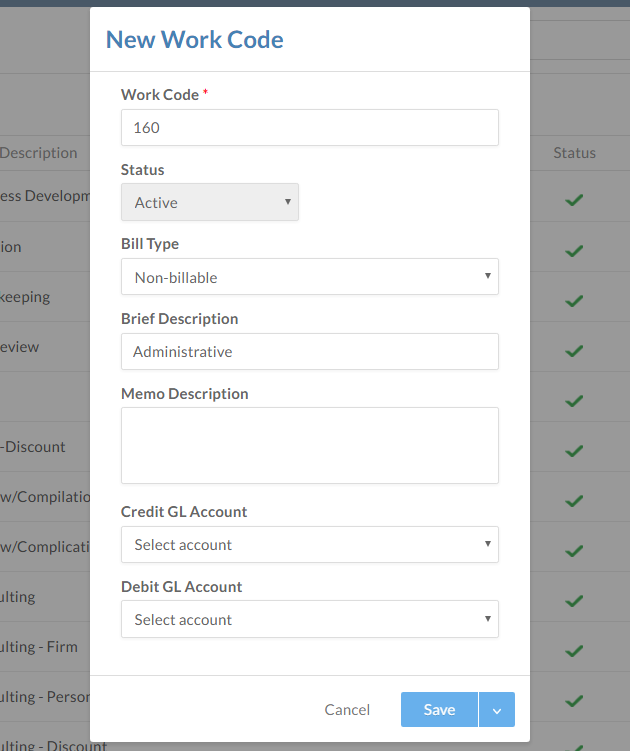 New Work Code
Description
Status
Work Code *
160
Status
Active
ess Developm
Bill Type
ion
Non-billable
keeping
Brief Description
eview
Administrative
Memo Description
-Discount
w/Compilatio
Credit GL Account
w/Complicati
Select account
Debit GL Account
ulting
Select account
ulting - Firm
ulting - Person
Cancel
Save
ulting - Discount